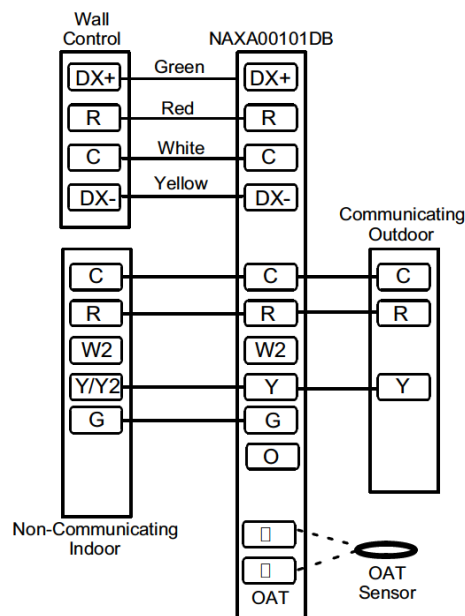 Wall
Control
NAXA00101DB
DX+ Green DX+
R Red R
C White C
DX- Yellow DX-
Communicating
Outdoor
C C C
R R R
W2 W2
Y/Y2 Y Y
G G
O
Non-Communicating
Indoor
OAT
OAT
Sensor